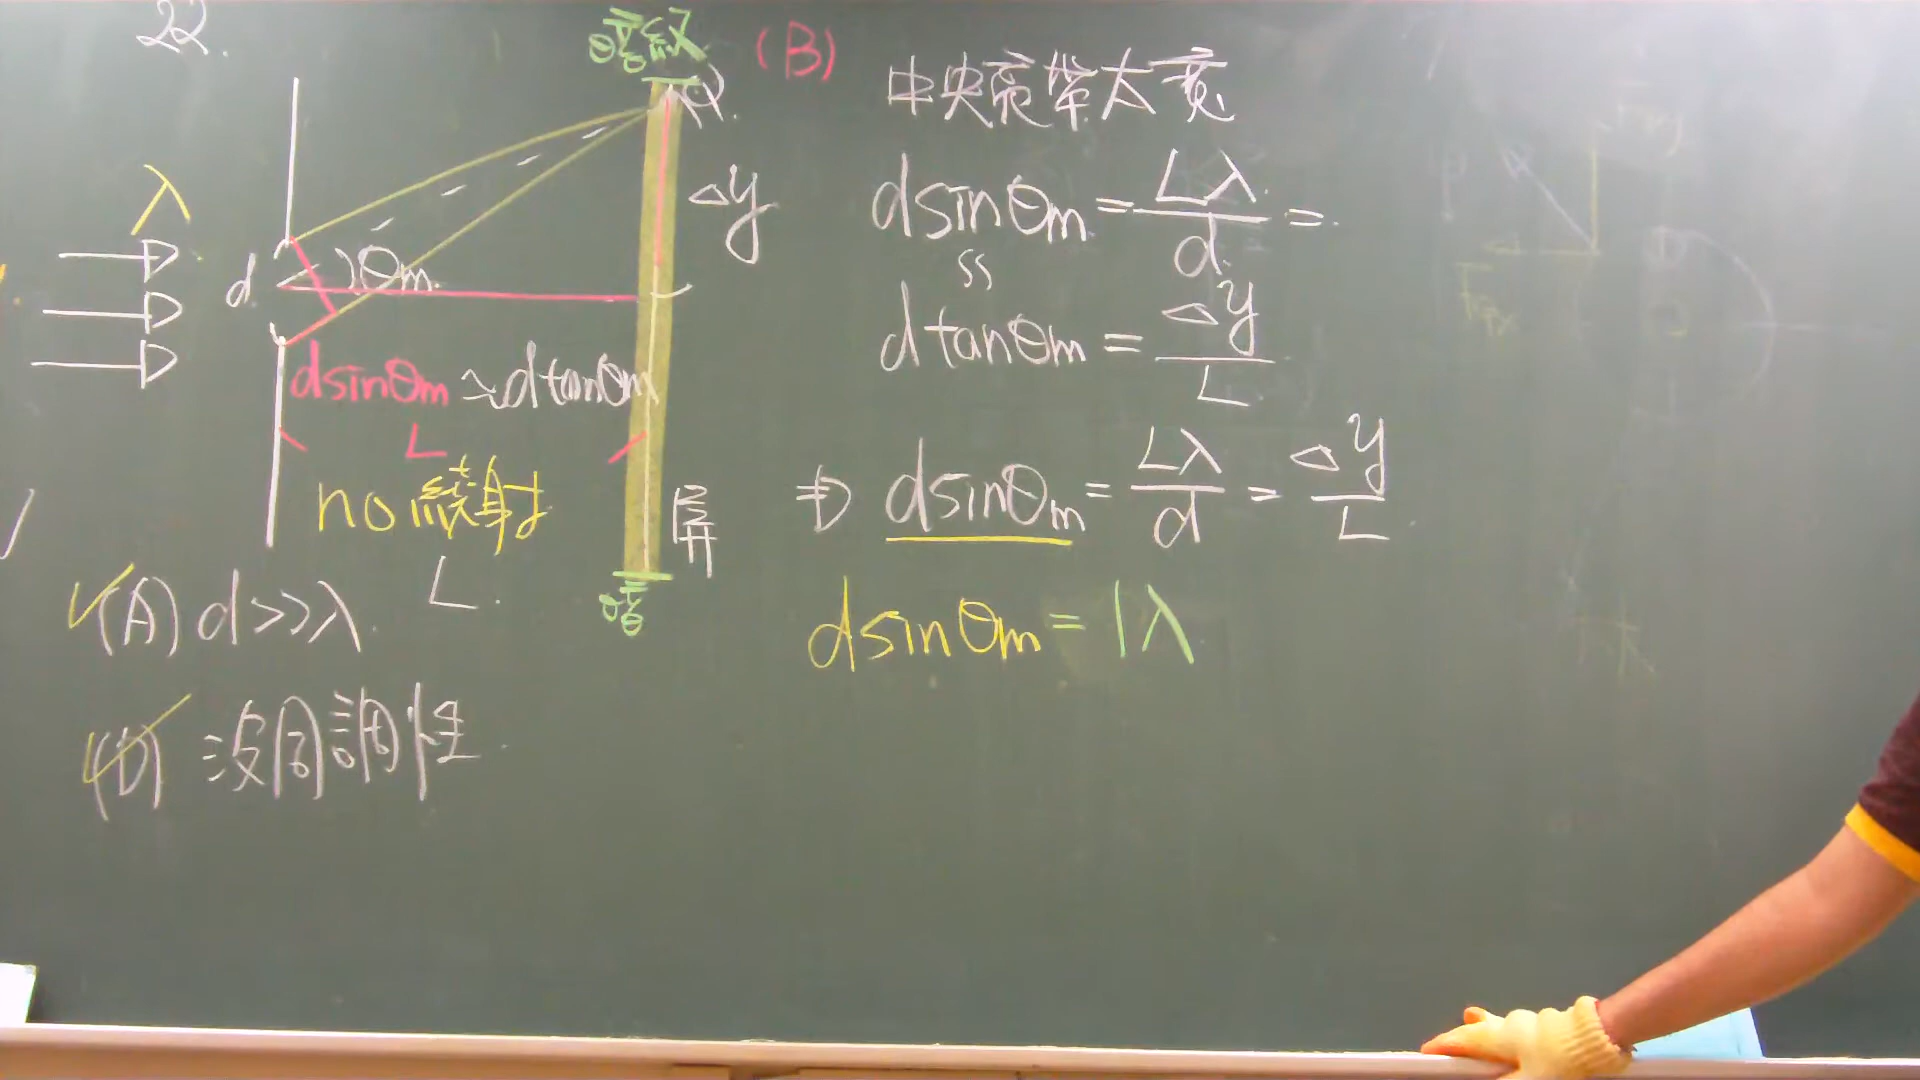 22.
暗紋
Q
λ
d
θm
Δy
dsinθm ≈ dtanθm
L
no 繞射
屏
L.
暗
(A) d>>λ
(D) 沒同調性
(B) 中央亮帶太寬
dsinθm = Lλ/d =
dtanθm = Δy/L
⇒ dsinθm = Lλ/d = Δy/L
dsinθm = 1λ